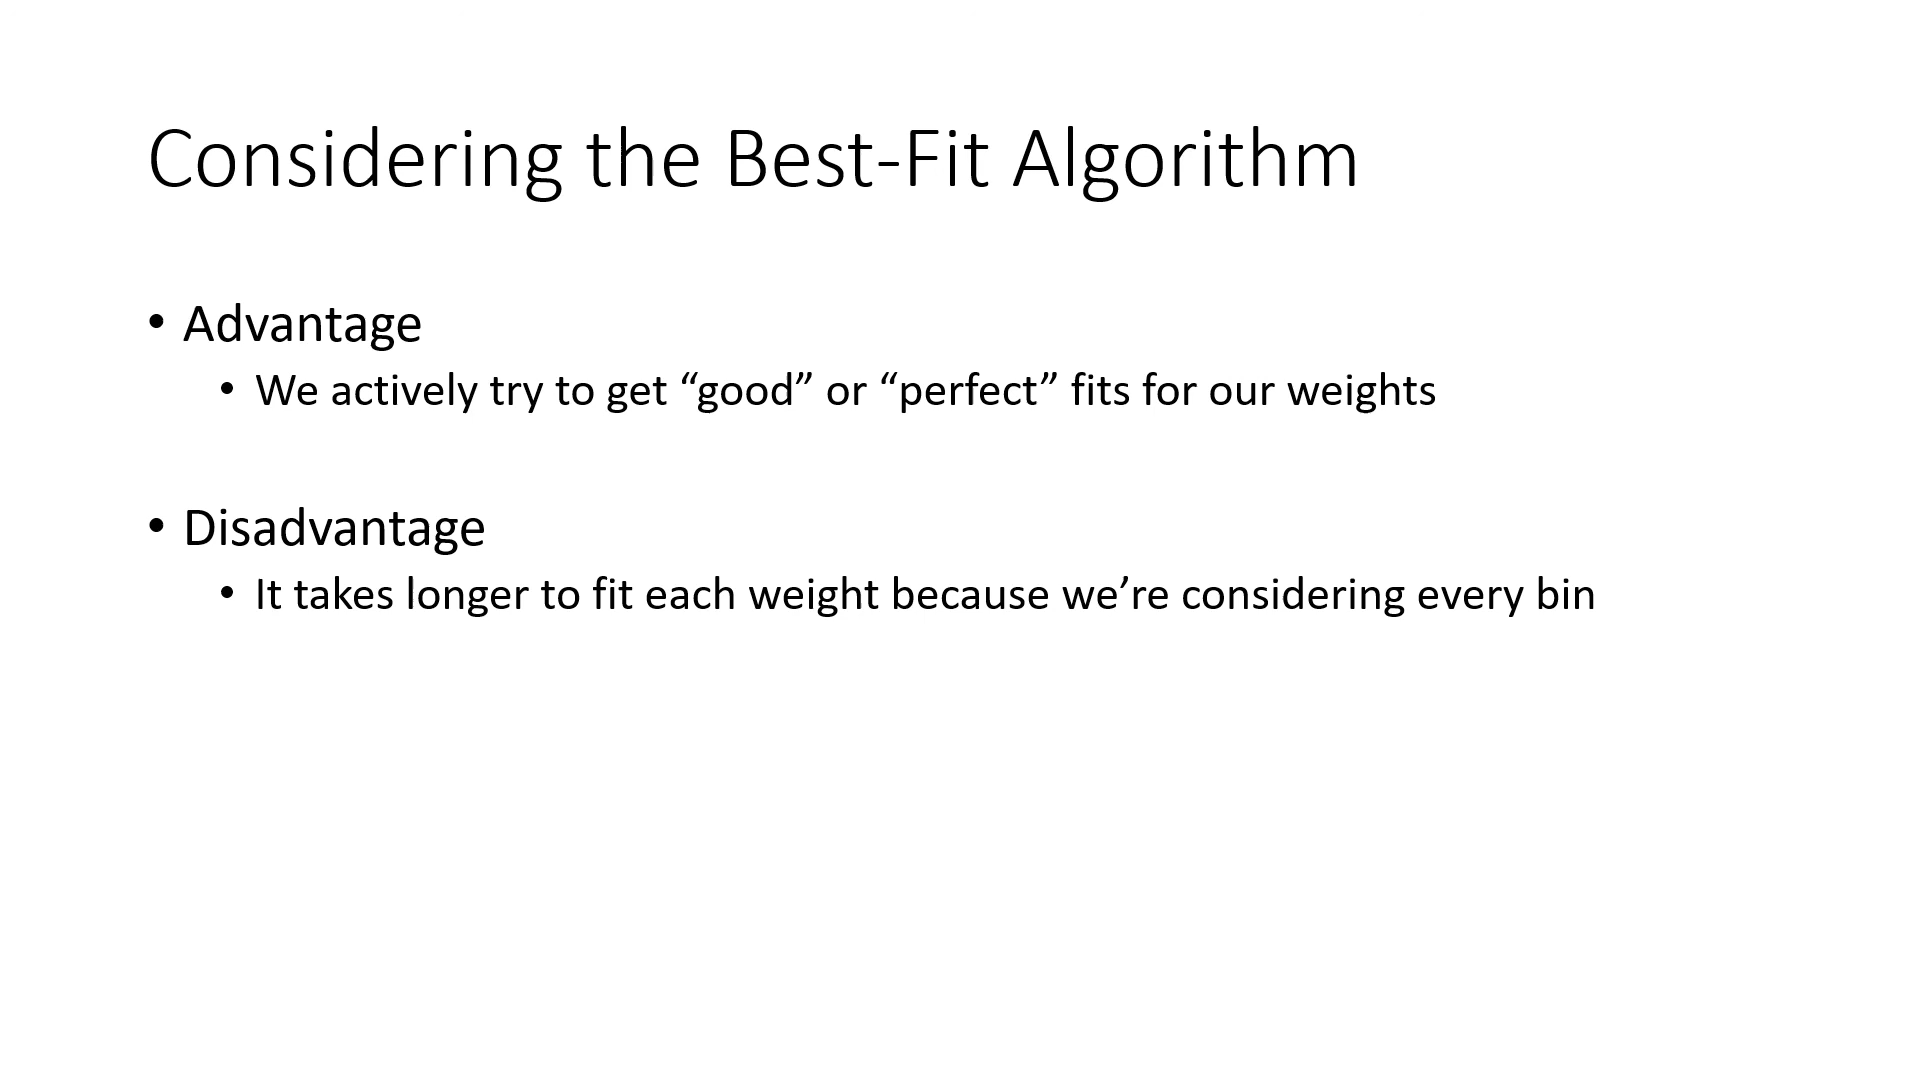 Considering the Best-Fit Algorithm
• Advantage
• We actively try to get “good” or “perfect” fits for our weights
• Disadvantage
• It takes longer to fit each weight because we’re considering every bin